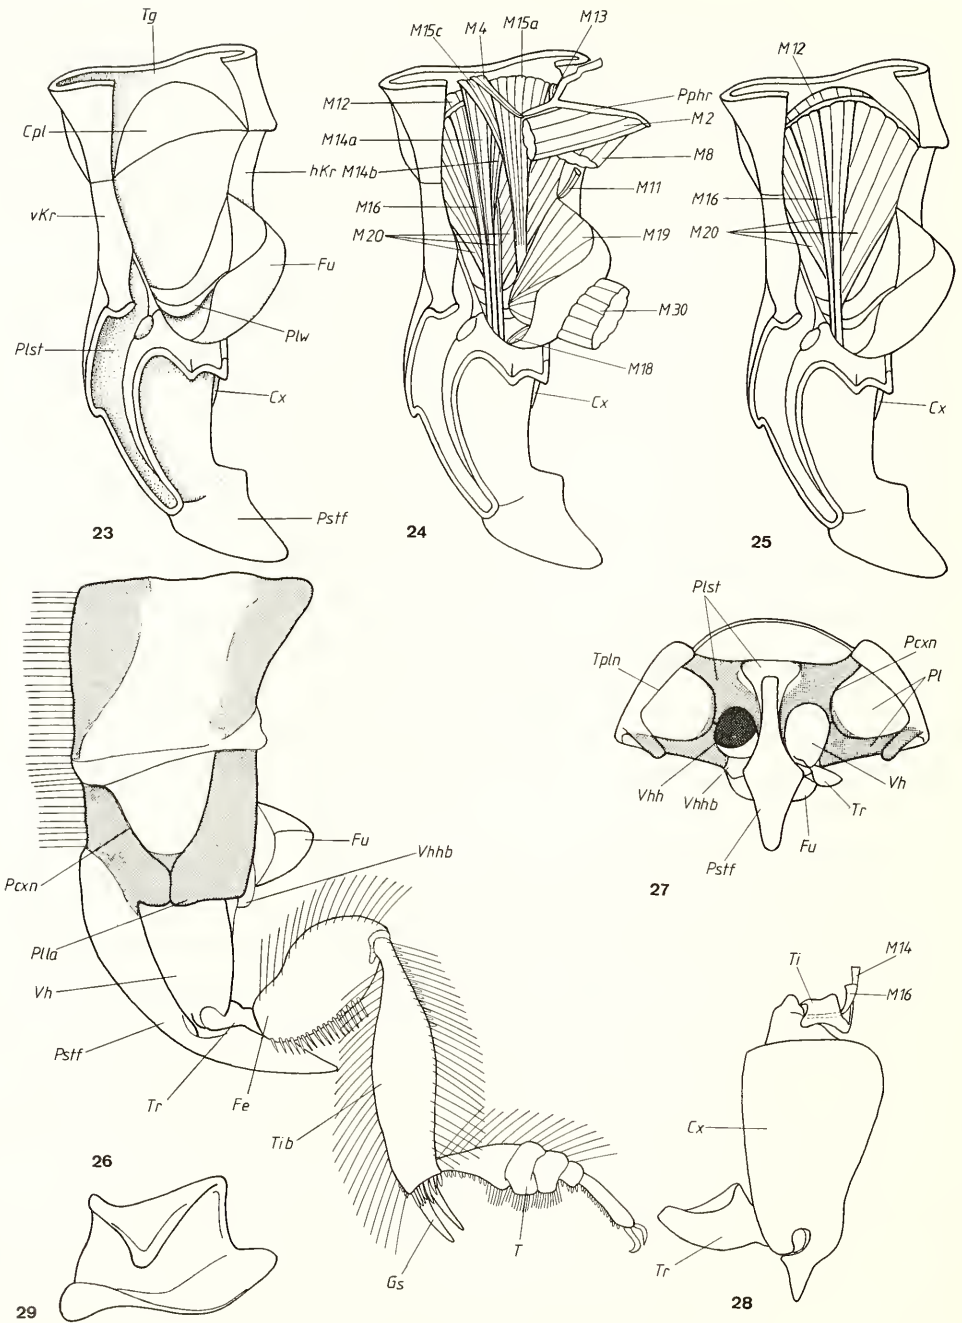 Tg
Cpl
vKr
hKr
Fu
Plst
Plw
Cx
Pstf
23
M15c
M4
M15a
M13
M12
Pphr
M2
M14a
M8
M14b
M11
M16
M20
M19
M30
M18
Cx
24
M12
M16
M20
Cx
25
Pcxn
Fu
Vhhb
Plla
Vh
Pstf
Tr
Fe
Tib
Gs
T
26
Plst
Tpln
Pcxn
Pl
Vhh
Vhhb
Vh
Tr
Fu
Pstf
27
Ti
M14
M16
Cx
Tr
28
29